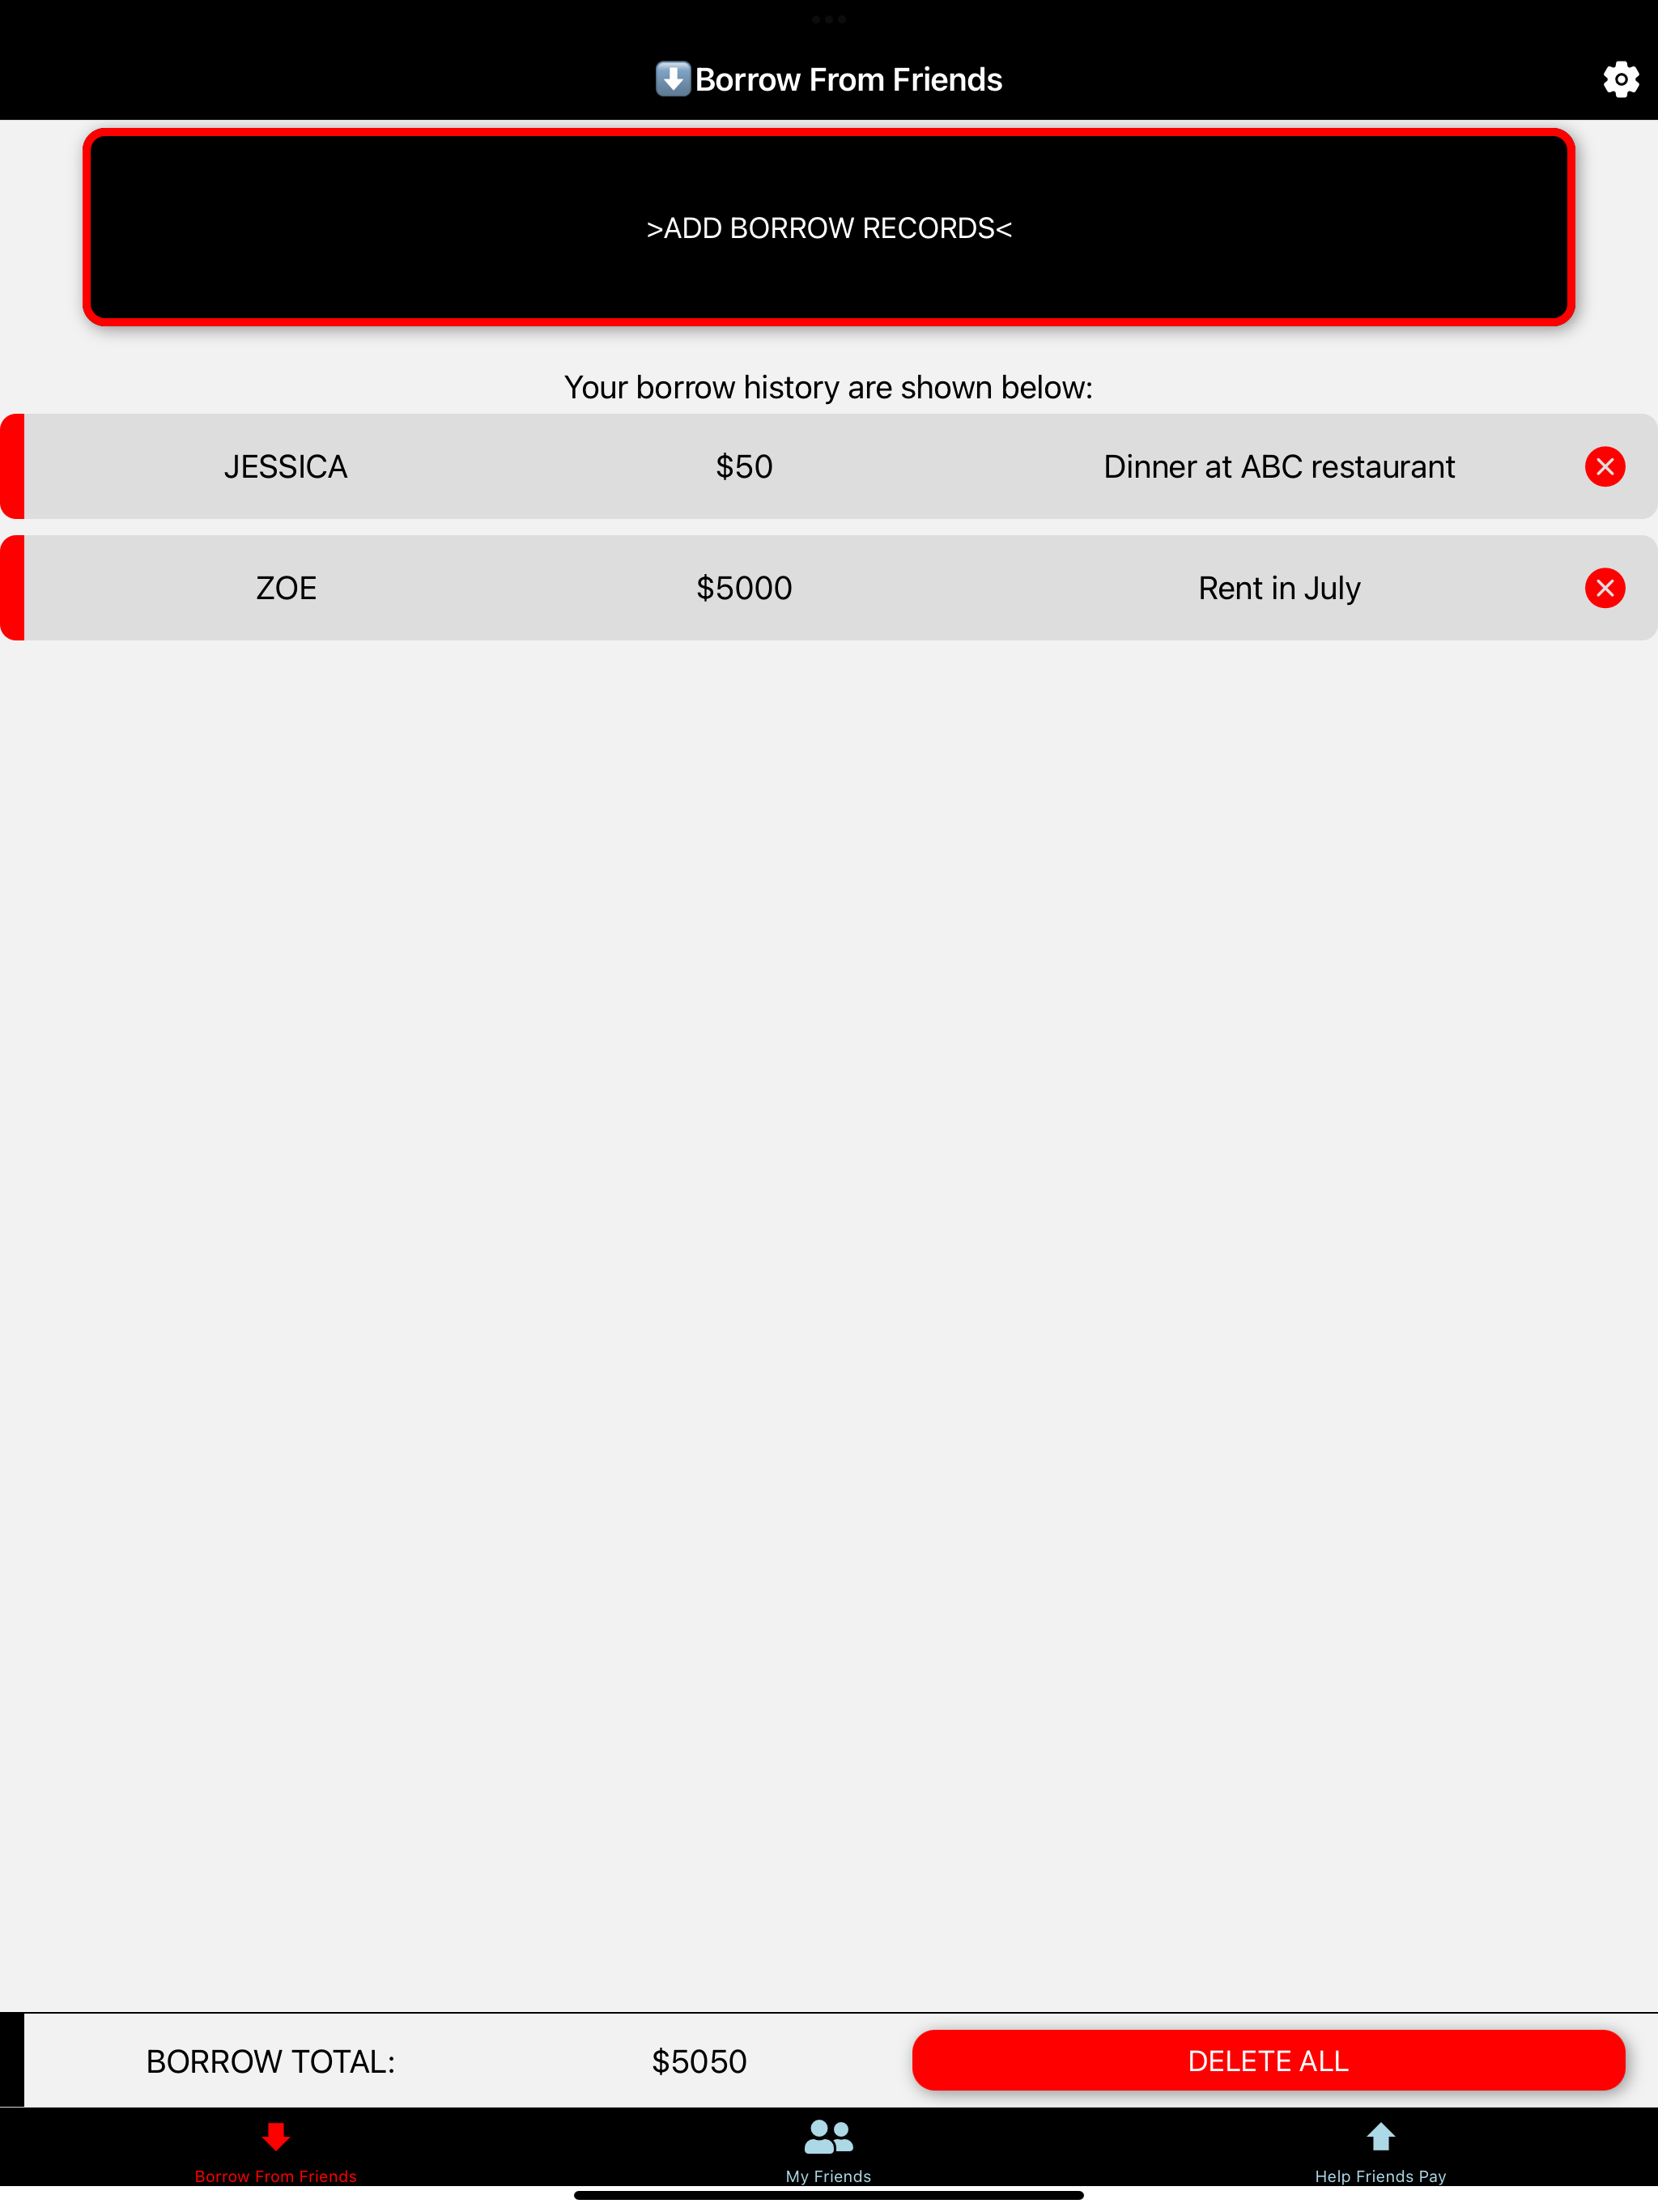 ⬇️Borrow From Friends
>ADD BORROW RECORDS<
Your borrow history are shown below:
JESSICA $50 Dinner at ABC restaurant
ZOE $5000 Rent in July
BORROW TOTAL: $5050 DELETE ALL
Borrow From Friends My Friends Help Friends Pay